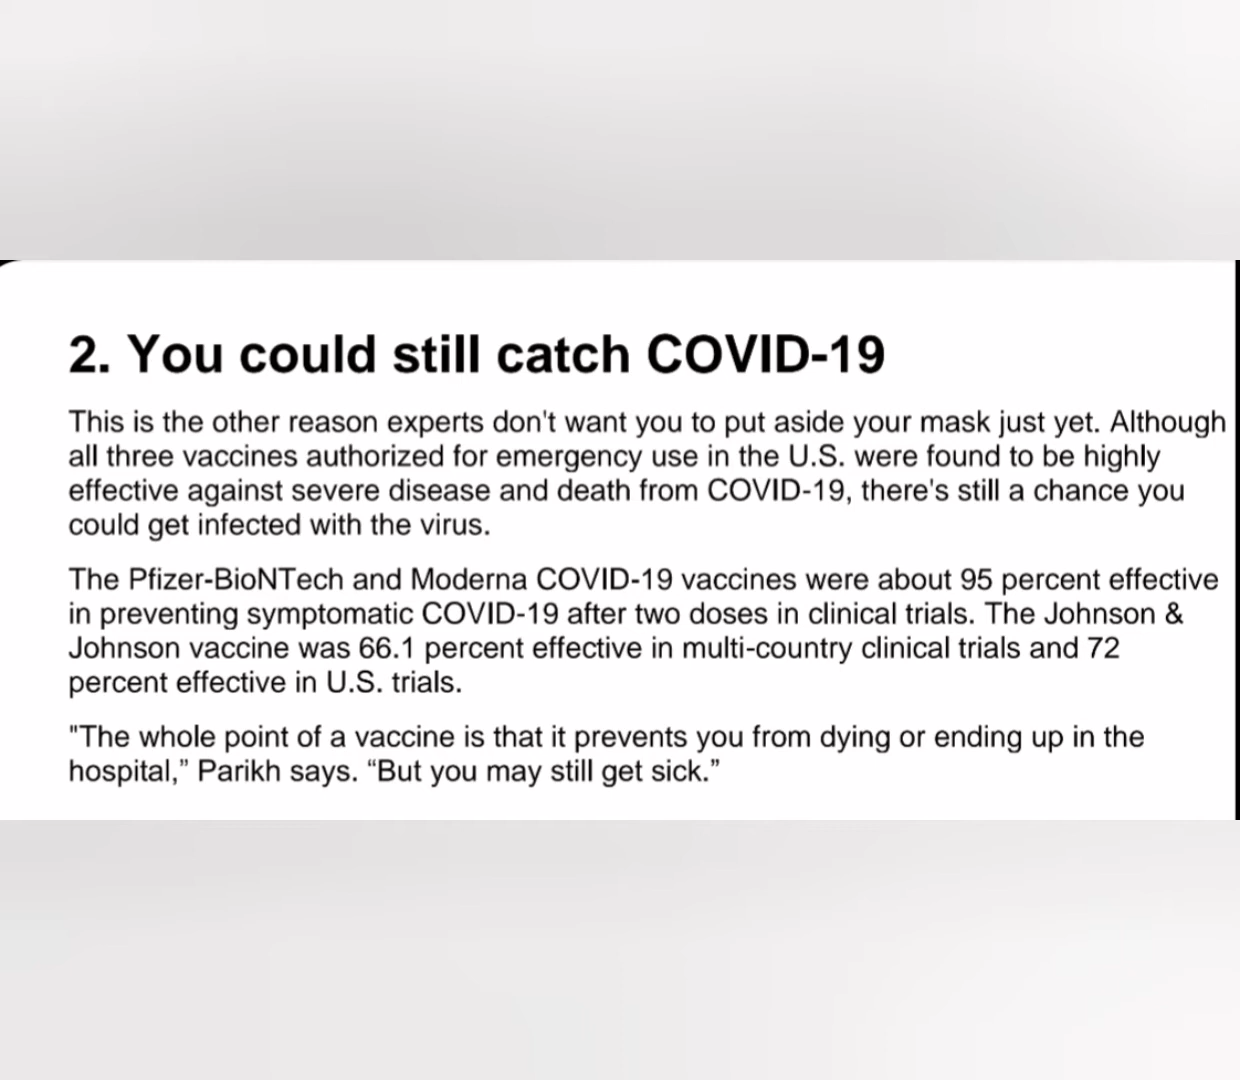 2. You could still catch COVID-19
This is the other reason experts don't want you to put aside your mask just yet. Although
all three vaccines authorized for emergency use in the U.S. were found to be highly
effective against severe disease and death from COVID-19, there's still a chance you
could get infected with the virus.
The Pfizer-BioNTech and Moderna COVID-19 vaccines were about 95 percent effective
in preventing symptomatic COVID-19 after two doses in clinical trials. The Johnson &
Johnson vaccine was 66.1 percent effective in multi-country clinical trials and 72
percent effective in U.S. trials.
"The whole point of a vaccine is that it prevents you from dying or ending up in the
hospital,” Parikh says. “But you may still get sick.”